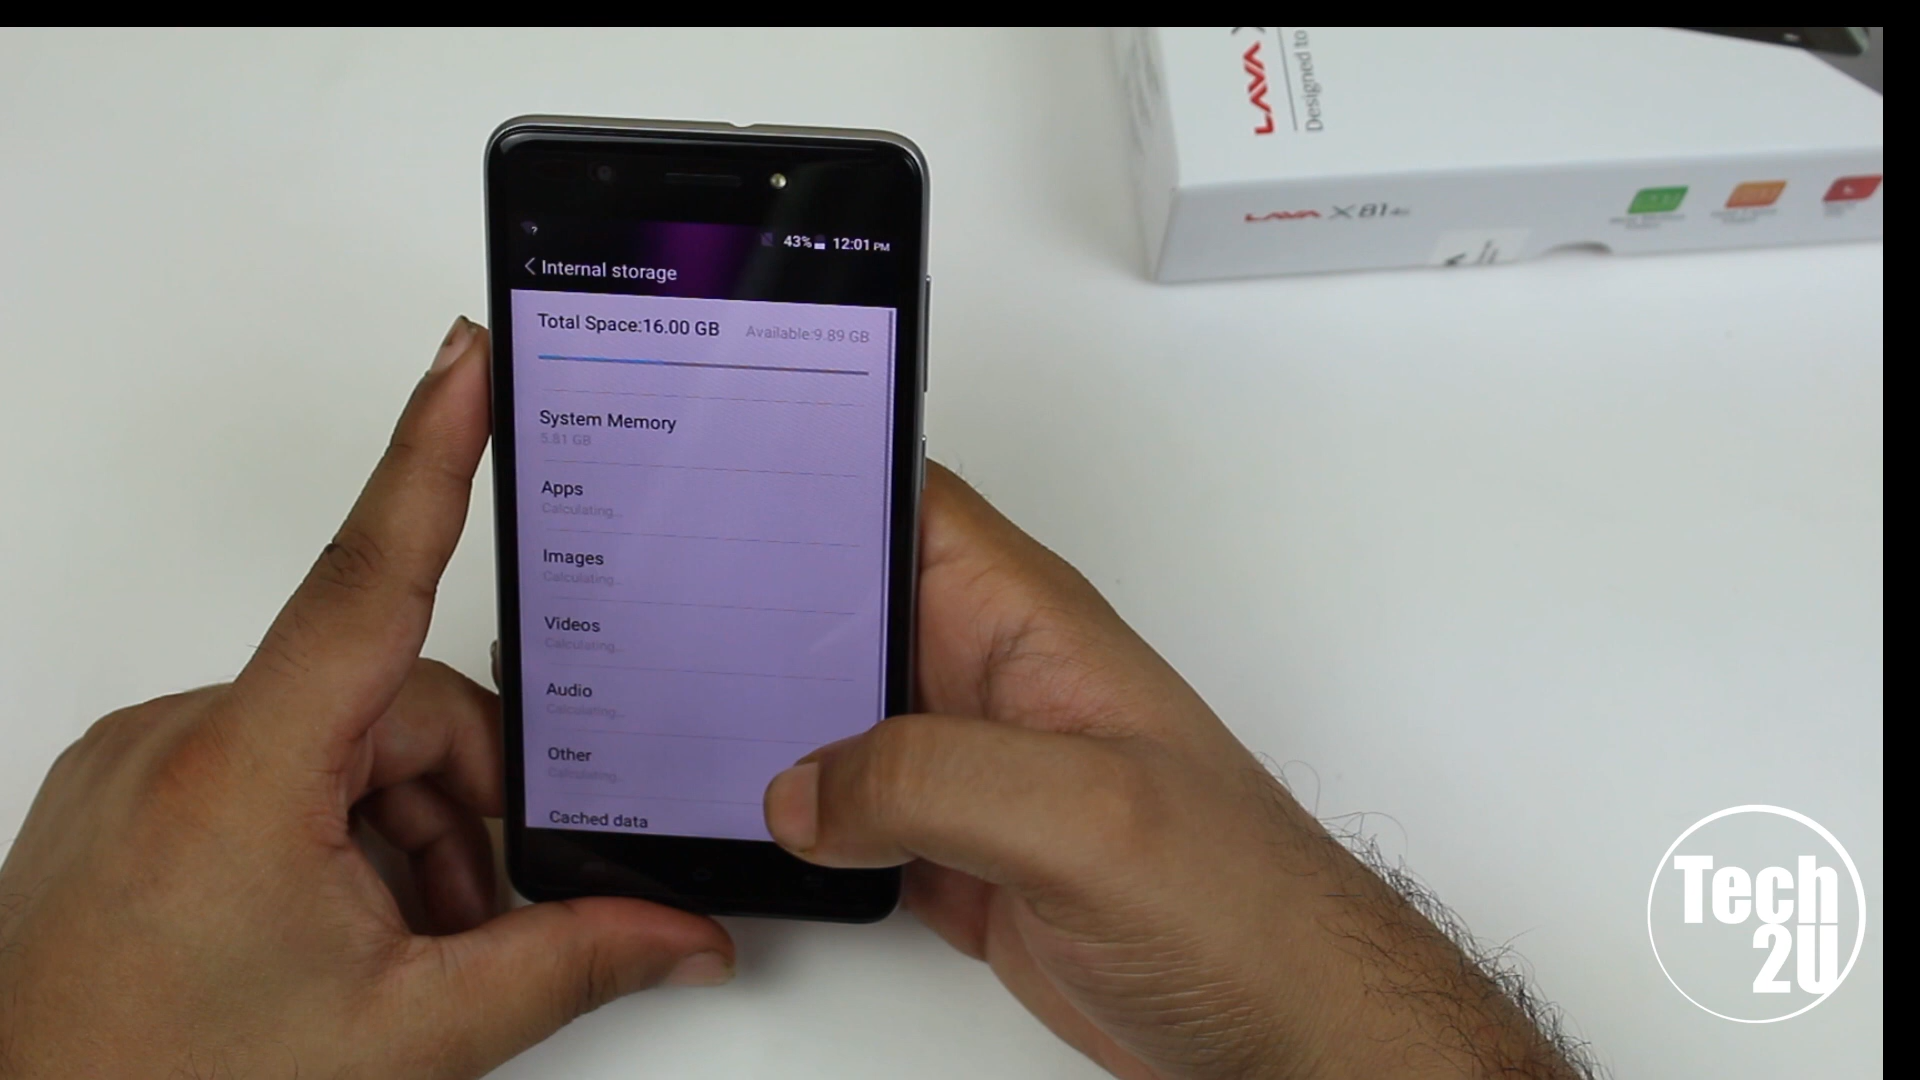 LAVA X
Designed to
LAVA X81
43% 12:01 PM
Internal storage
Total Space:16.00 GB Available:9.89 GB
System Memory
5.81 GB
Apps
Calculating...
Images
Calculating...
Videos
Calculating...
Audio
Calculating...
Other
Calculating...
Cached data
Tech
2U